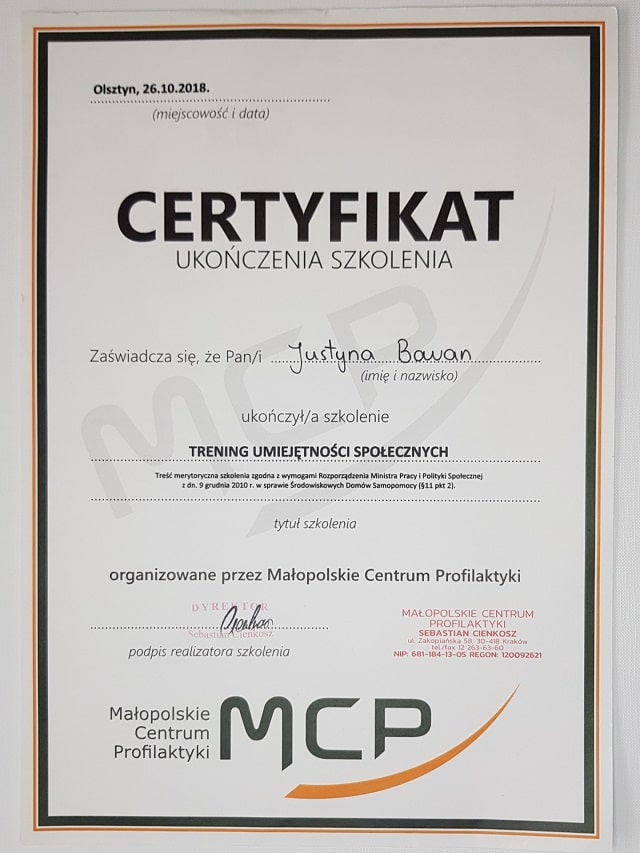 Olsztyn, 26.10.2018.
(miejscowość i data)
CERTYFIKAT
UKOŃCZENIA SZKOLENIA
Zaświadcza się, że Pan/i Justyna Bawan
(imię i nazwisko)
ukończył/a szkolenie
TRENING UMIEJĘTNOŚCI SPOŁECZNYCH
Treść merytoryczna szkolenia zgodna z wymogami Rozporządzenia Ministra Pracy i Polityki Społecznej
z dn. 9 grudnia 2010 r. w sprawie Środowiskowych Domów Samopomocy (§11 pkt 2).
tytuł szkolenia
organizowane przez Małopolskie Centrum Profilaktyki
DYREKTOR
Sebastian Cienkosz
podpis realizatora szkolenia
MAŁOPOLSKIE CENTRUM
PROFILAKTYKI
SEBASTIAN CIENKOSZ
ul. Zakopiańska 58, 30-418 Kraków
tel./fax 12 263-63-60
NIP: 681-184-13-05 REGON: 120092621
Małopolskie
Centrum
Profilaktyki
MCP
MCP